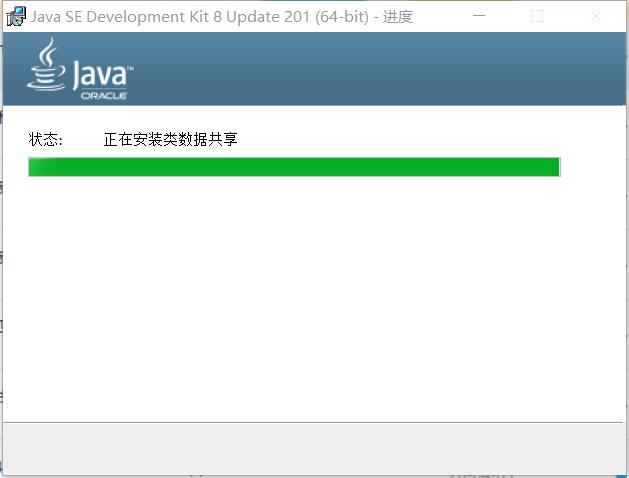 Java SE Development Kit 8 Update 201 (64-bit) - 进度
Java™
ORACLE
状态: 正在安装类数据共享